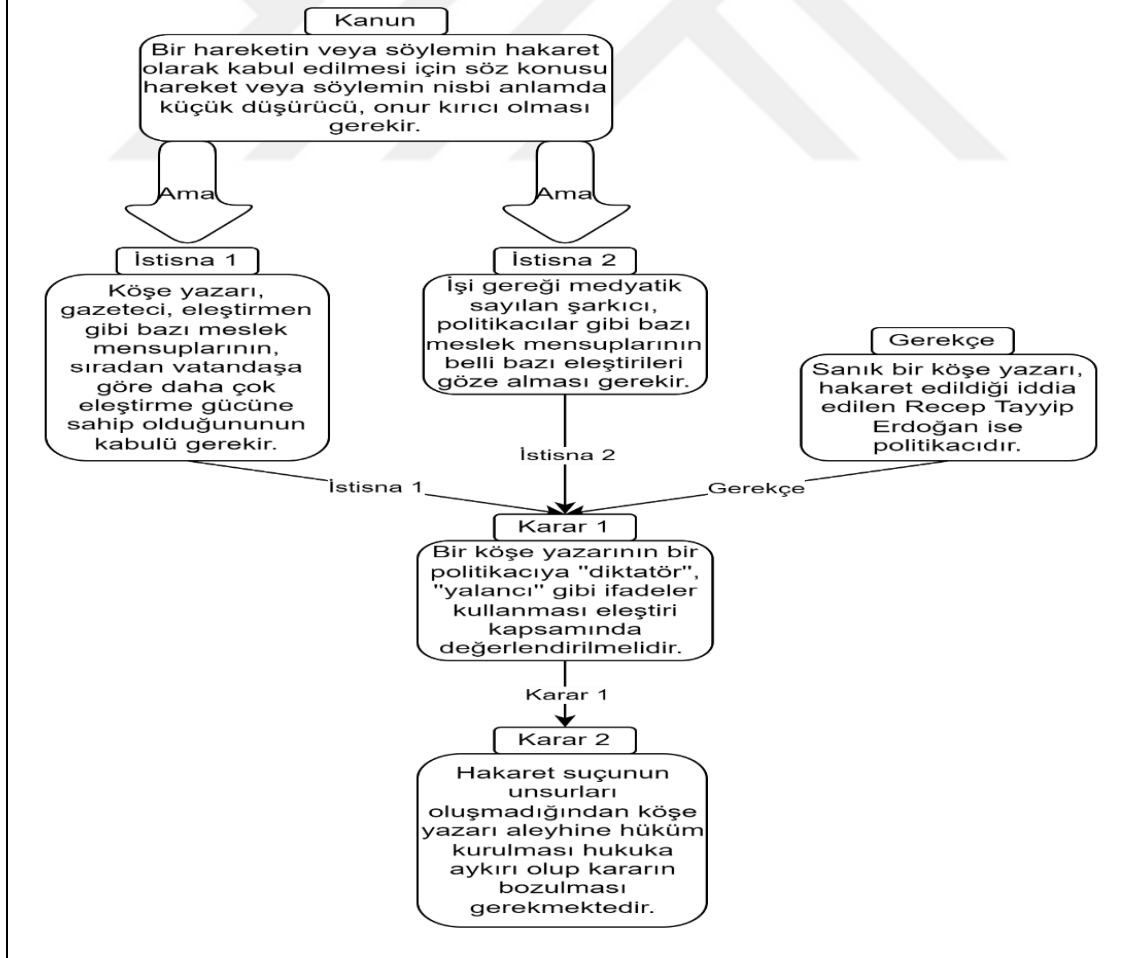 Kanun
Bir hareketin veya söylemin hakaret
olarak kabul edilmesi için söz konusu
hareket veya söylemin nisbi anlamda
küçük düşürücü, onur kırıcı olması
gerekir.
Ama
Ama
İstisna 1
Köşe yazarı,
gazeteci, eleştirmen
gibi bazı meslek
mensuplarının,
sıradan vatandaşa
göre daha çok
eleştirme gücüne
sahip olduğununun
kabulü gerekir.
İstisna 2
İşi gereği medyatik
sayılan şarkıcı,
politikacılar gibi bazı
meslek mensuplarının
belli bazı eleştirileri
göze alması gerekir.
Gerekçe
Sanık bir köşe yazarı,
hakaret edildiği iddia
edilen Recep Tayyip
Erdoğan ise
politikacıdır.
İstisna 2
İstisna 1
Gerekçe
Karar 1
Bir köşe yazarının bir
politikacıya "diktatör",
"yalancı" gibi ifadeler
kullanması eleştiri
kapsamında
değerlendirilmelidir.
Karar 1
Karar 2
Hakaret suçunun
unsurları
oluşmadığından köşe
yazarı aleyhine hüküm
kurulması hukuka
aykırı olup kararın
bozulması
gerekmektedir.